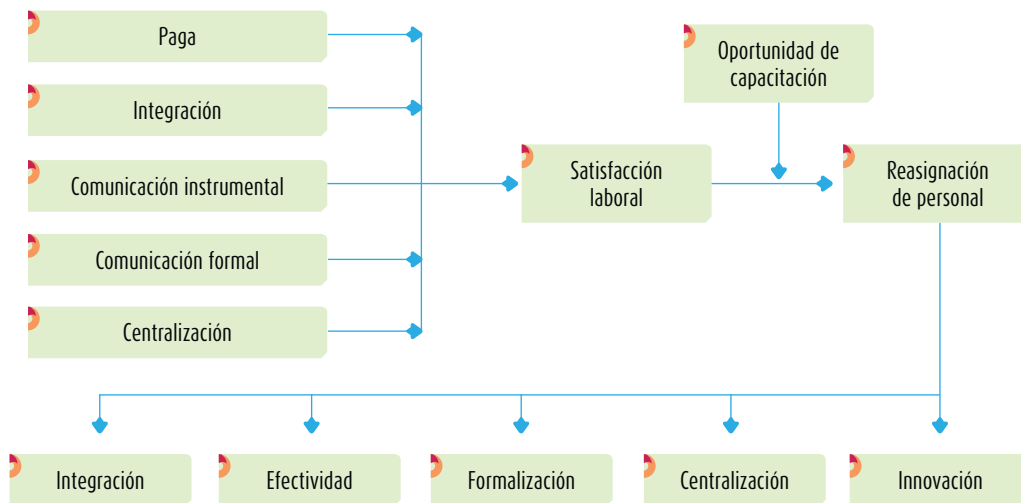 Paga
Integración
Comunicación instrumental
Comunicación formal
Centralización
Satisfacción
laboral
Oportunidad de
capacitación
Reasignación
de personal
Integración
Efectividad
Formalización
Centralización
Innovación